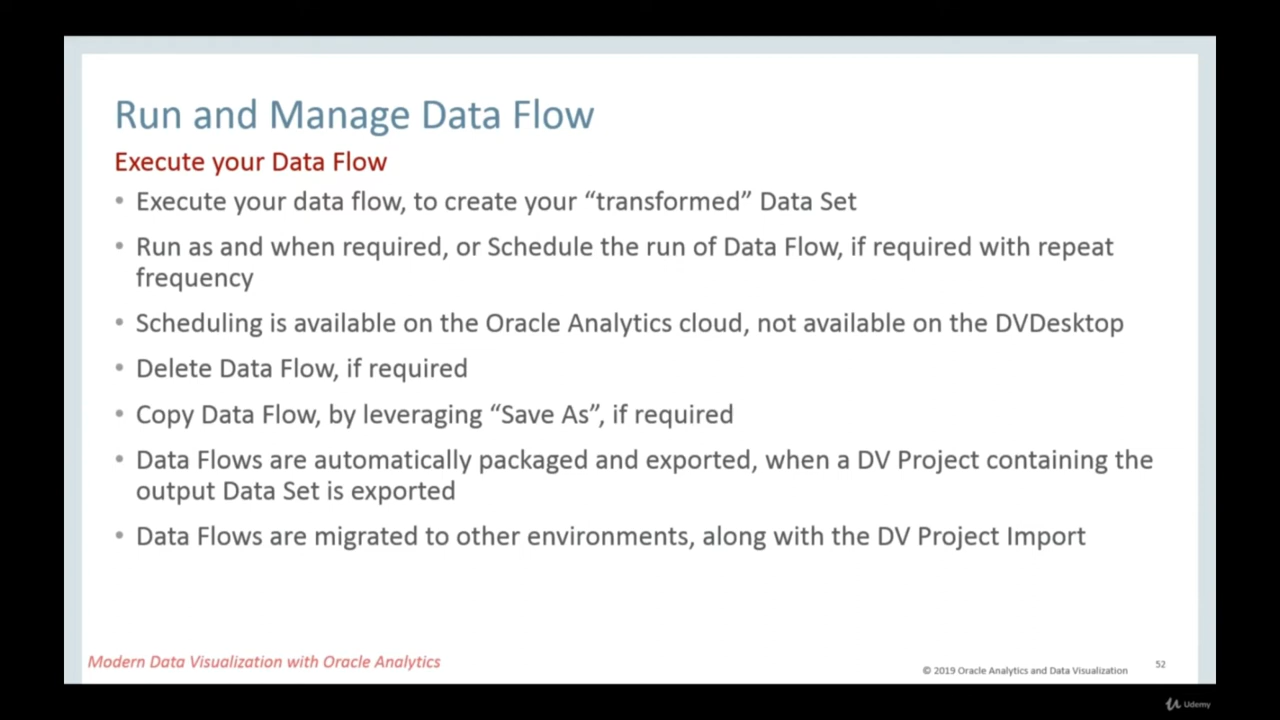 Run and Manage Data Flow
Execute your Data Flow
• Execute your data flow, to create your “transformed” Data Set
• Run as and when required, or Schedule the run of Data Flow, if required with repeat
frequency
• Scheduling is available on the Oracle Analytics cloud, not available on the DVDesktop
• Delete Data Flow, if required
• Copy Data Flow, by leveraging “Save As”, if required
• Data Flows are automatically packaged and exported, when a DV Project containing the
output Data Set is exported
• Data Flows are migrated to other environments, along with the DV Project Import
Modern Data Visualization with Oracle Analytics
© 2019 Oracle Analytics and Data Visualization
52
Udemy